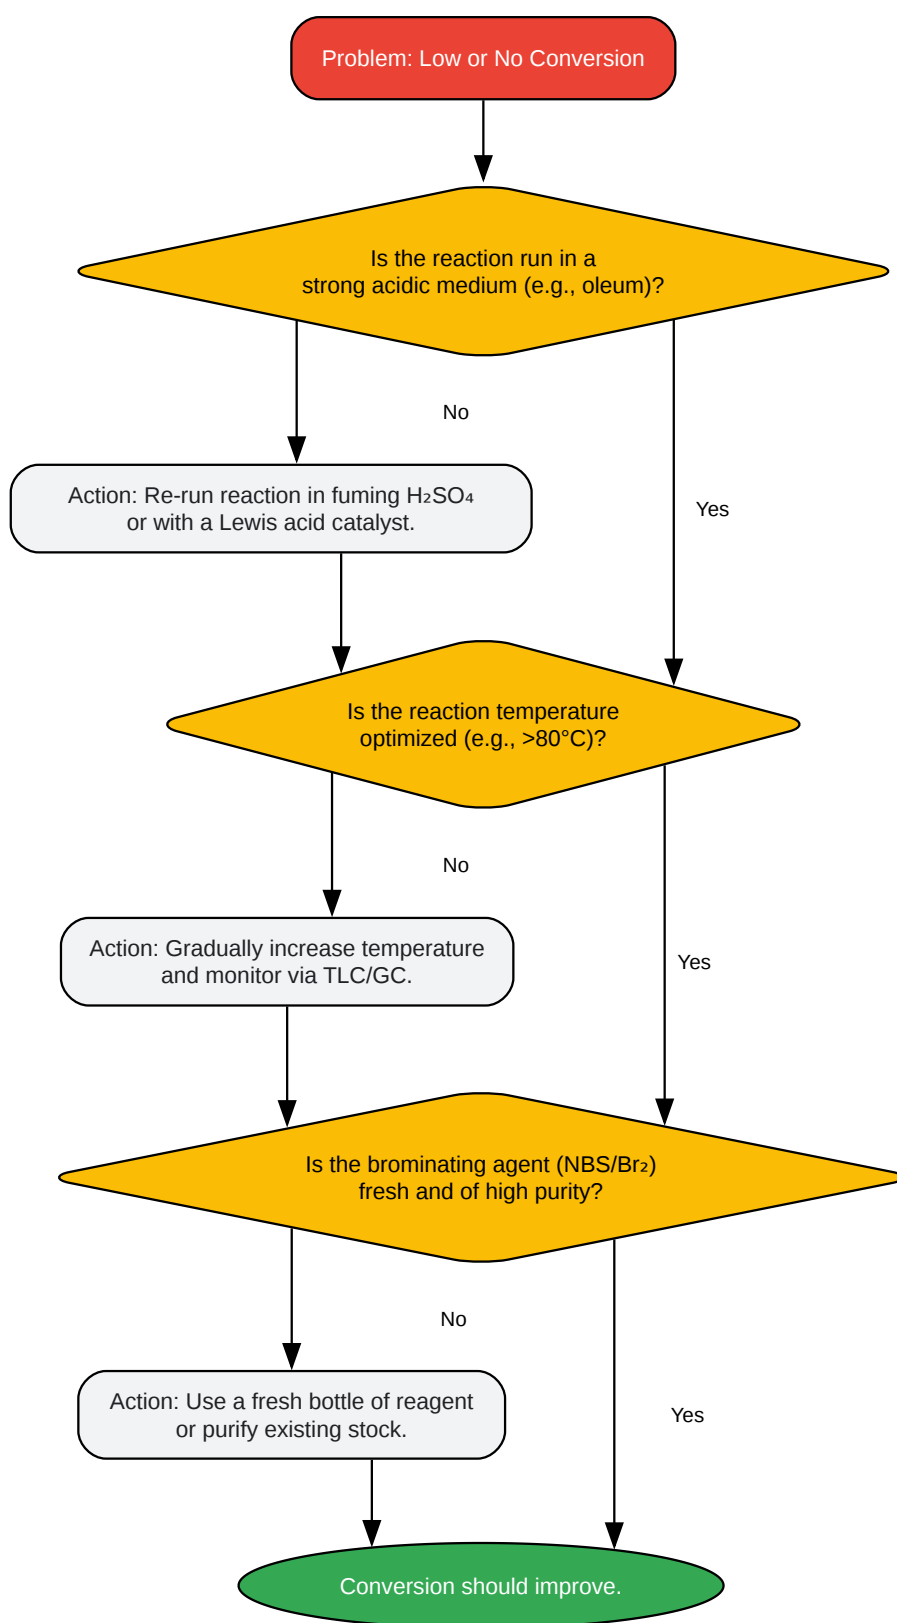 Problem: Low or No Conversion
Is the reaction run in a
strong acidic medium (e.g., oleum)?
No
Action: Re-run reaction in fuming H₂SO₄
or with a Lewis acid catalyst.
Yes
Is the reaction temperature
optimized (e.g., >80°C)?
No
Action: Gradually increase temperature
and monitor via TLC/GC.
Yes
Is the brominating agent (NBS/Br₂)
fresh and of high purity?
No
Action: Use a fresh bottle of reagent
or purify existing stock.
Yes
Conversion should improve.